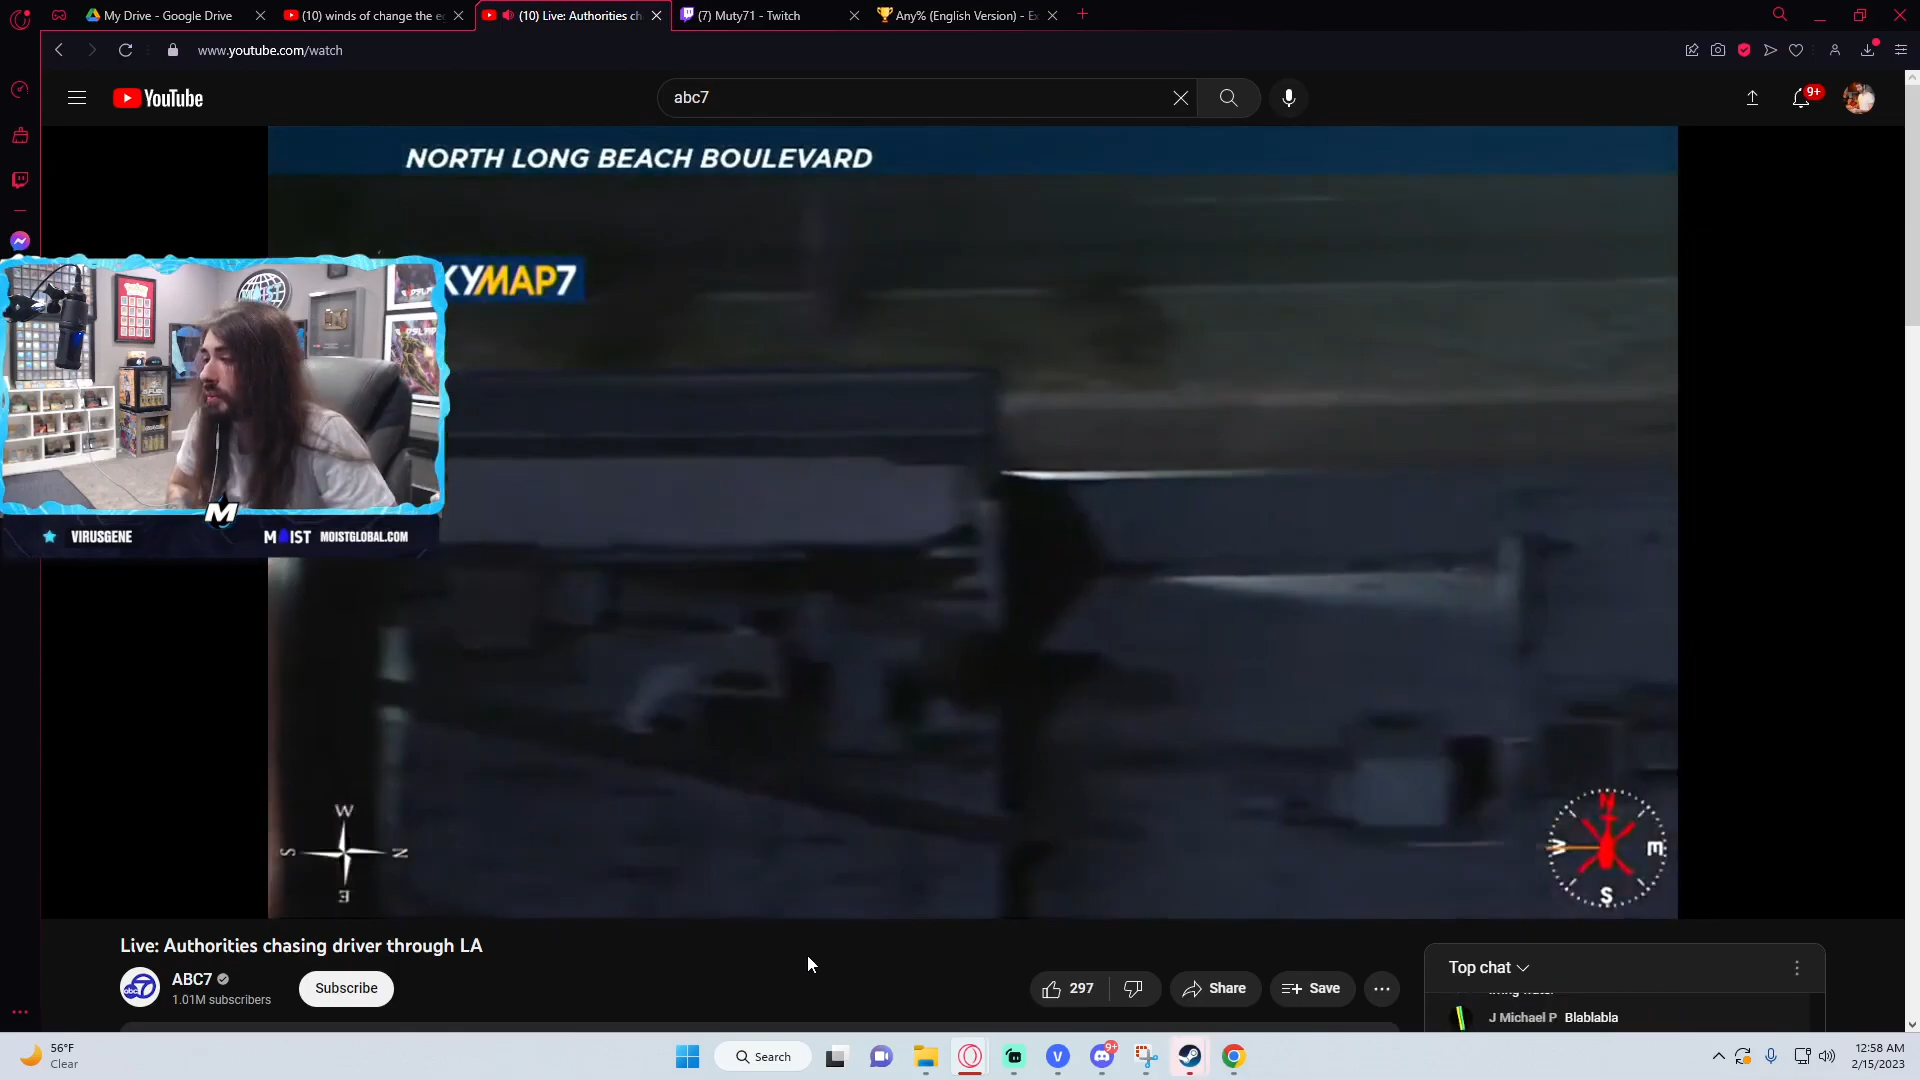 My Drive - Google Drive
(10) winds of change the e
(10) Live: Authorities ch
(7) Muty71 - Twitch
Any% (English Version) - Ex
www.youtube.com/watch
YouTube
abc7
9+
NORTH LONG BEACH BOULEVARD
KYMAP7
M
VIRUSGENE
MOIST
MOISTGLOBAL.COM
W
S
N
E
N
W
E
S
Live: Authorities chasing driver through LA
ABC7
1.01M subscribers
Subscribe
297
Share
Save
Top chat
J Michael P Blablabla
56°F
Clear
Search
9+
12:58 AM
2/15/2023